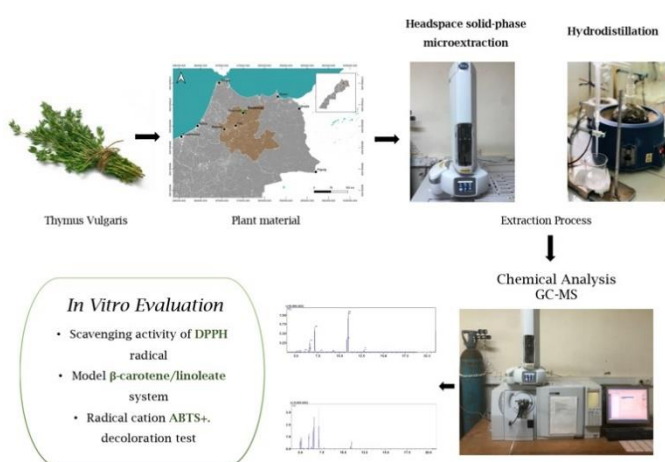 Headspace solid-phase
microextraction
Hydrodistillation
Thymus Vulgaris
Plant material
Extraction Process
Chemical Analysis
GC-MS
In Vitro Evaluation
• Scavenging activity of DPPH
radical
• Model β-carotene/linoleate
system
• Radical cation ABTS+.
decoloration test